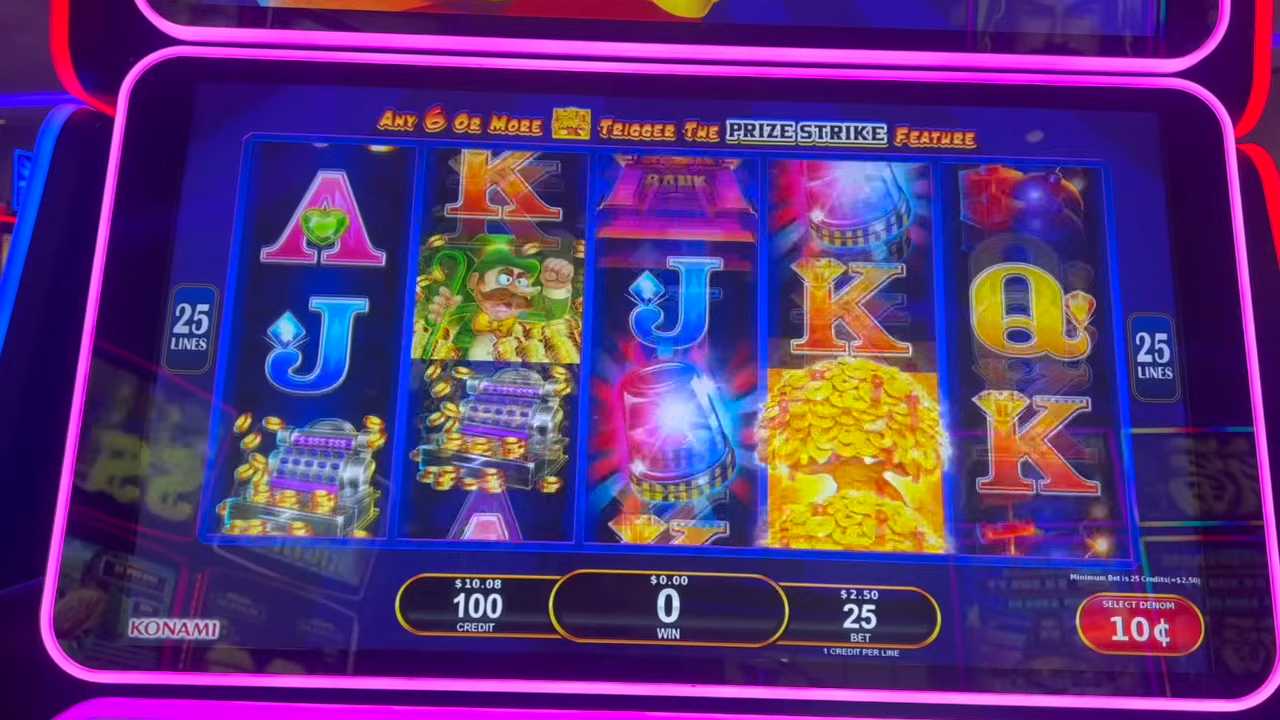 ANY 6 OR MORE TRIGGER THE PRIZE STRIKE FEATURE
BANK
A
K
J
K
Q
J
K
K
25
LINES
25
LINES
$10.08
100
CREDIT
$0.00
0
WIN
$2.50
25
BET
1 CREDIT PER LINE
Minimum Bet is 25 Credits(=$2.50)
SELECT DENOM
10¢
KONAMI